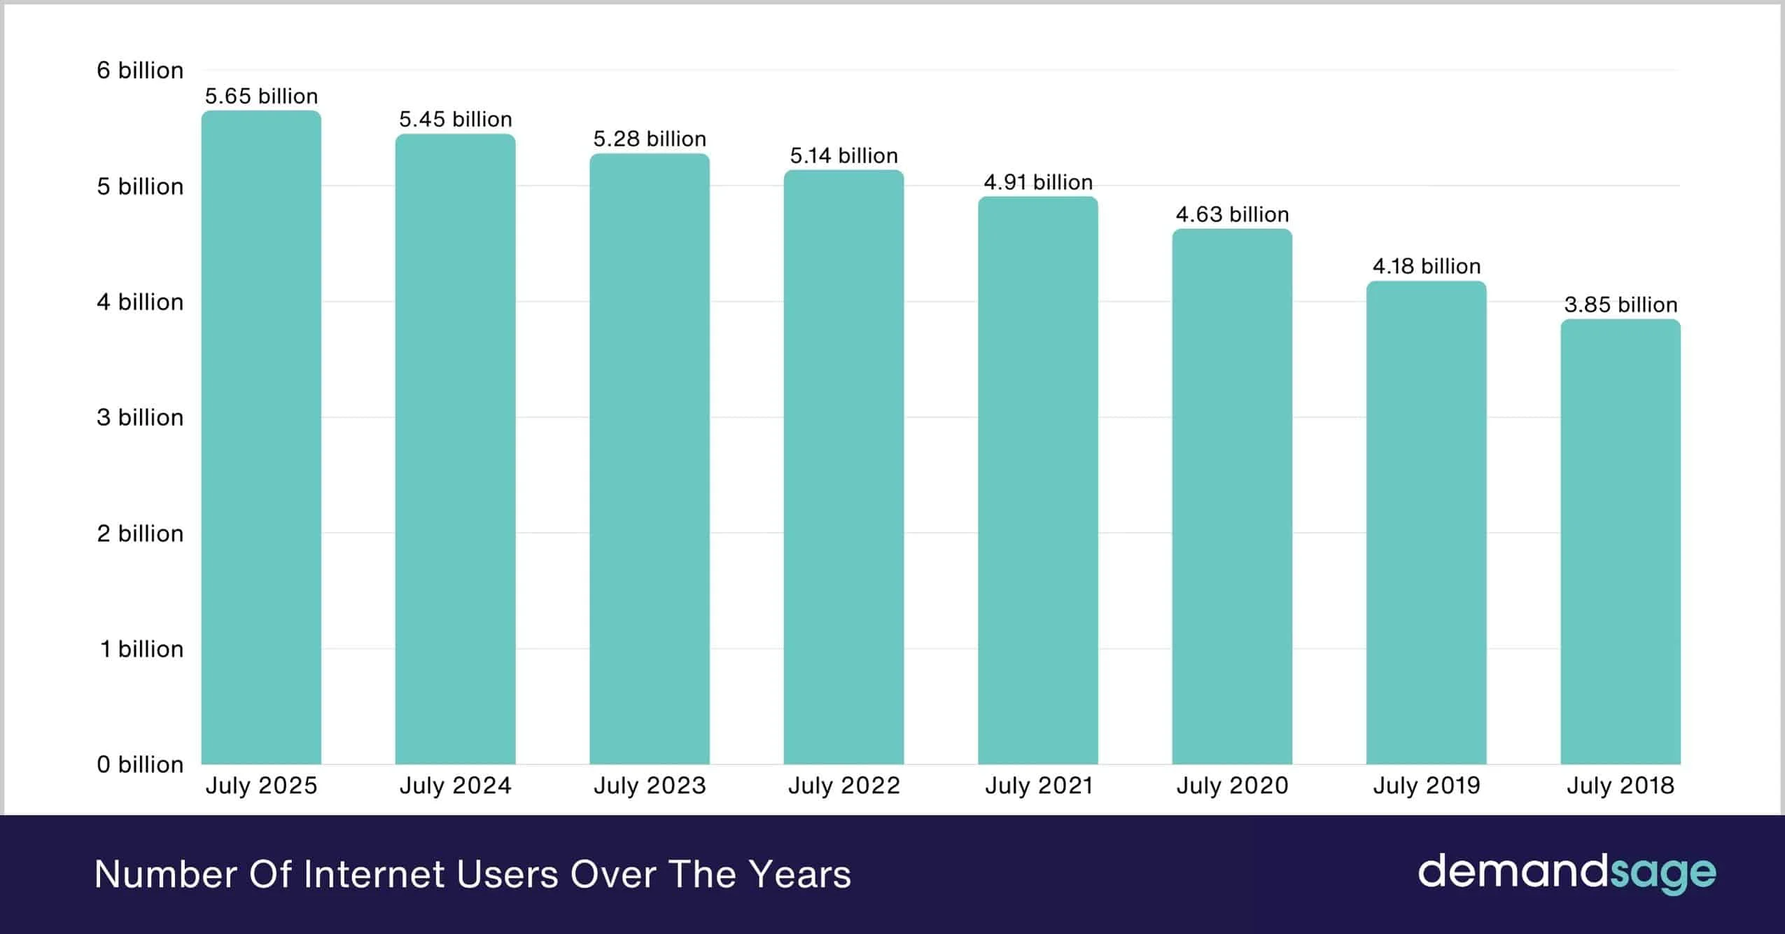 6 billion
5 billion
4 billion
3 billion
2 billion
1 billion
0 billion
5.65 billion
5.45 billion
5.28 billion
5.14 billion
4.91 billion
4.63 billion
4.18 billion
3.85 billion
July 2025
July 2024
July 2023
July 2022
July 2021
July 2020
July 2019
July 2018
Number Of Internet Users Over The Years
demandsage